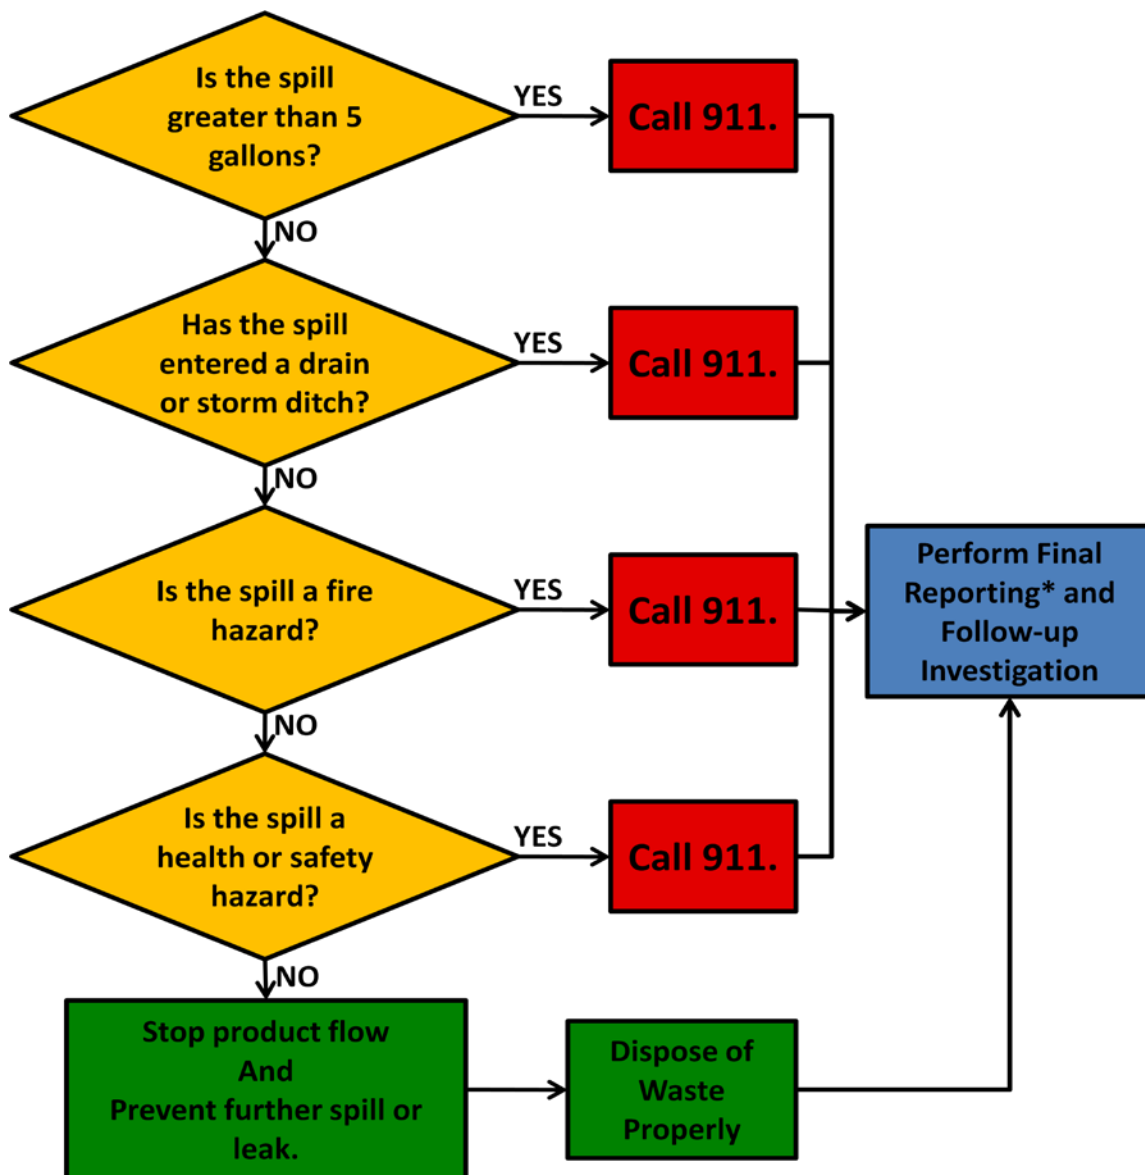 Is the spill
greater than 5
gallons?
YES
Call 911.
NO
Has the spill
entered a drain
or storm ditch?
YES
Call 911.
NO
Is the spill a fire
hazard?
YES
Call 911.
Perform Final
Reporting* and
Follow-up
Investigation
NO
Is the spill a
health or safety
hazard?
YES
Call 911.
NO
Stop product flow
And
Prevent further spill or
leak.
Dispose of
Waste
Properly